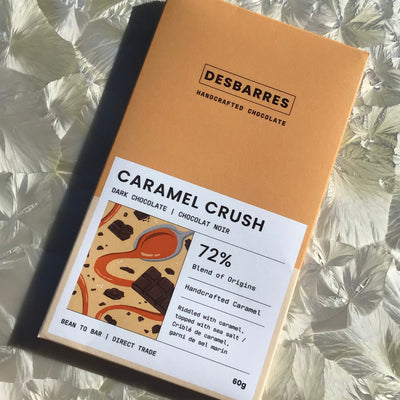 DESBARRES
HANDCRAFTED CHOCOLATE
CARAMEL CRUSH
DARK CHOCOLATE | CHOCOLAT NOIR
72%
Blend of Origins
Handcrafted Caramel
Riddled with caramel,
topped with sea salt /
Criblé de caramel,
garni de sel marin
BEAN TO BAR | DIRECT TRADE
60g